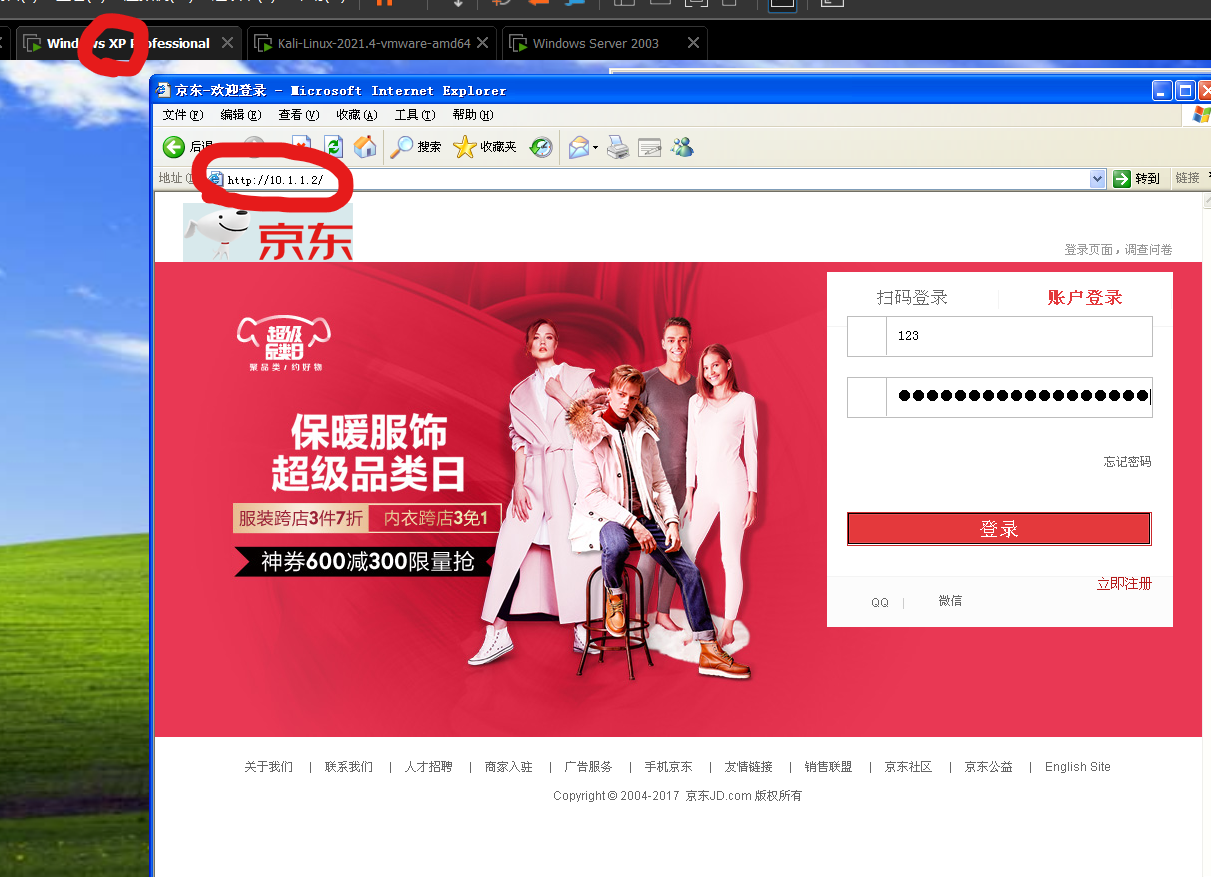 Windows XP Professional
Kali-Linux-2021.4-vmware-amd64
Windows Server 2003
京东-欢迎登录 - Microsoft Internet Explorer
文件(F) 编辑(E) 查看(V) 收藏(A) 工具(T) 帮助(H)
后退 搜索 收藏夹
地址 http://10.1.1.2/ 转到 链接
京东
登录页面,调查问卷
扫码登录 账户登录
123
忘记密码
登录
立即注册
QQ | 微信
超级品类日
聚品类/约好物
保暖服饰
超级品类日
服装跨店3件7折 内衣跨店3免1
神券600减300限量抢
关于我们 | 联系我们 | 人才招聘 | 商家入驻 | 广告服务 | 手机京东 | 友情链接 | 销售联盟 | 京东社区 | 京东公益 | English Site
Copyright © 2004-2017 京东JD.com 版权所有